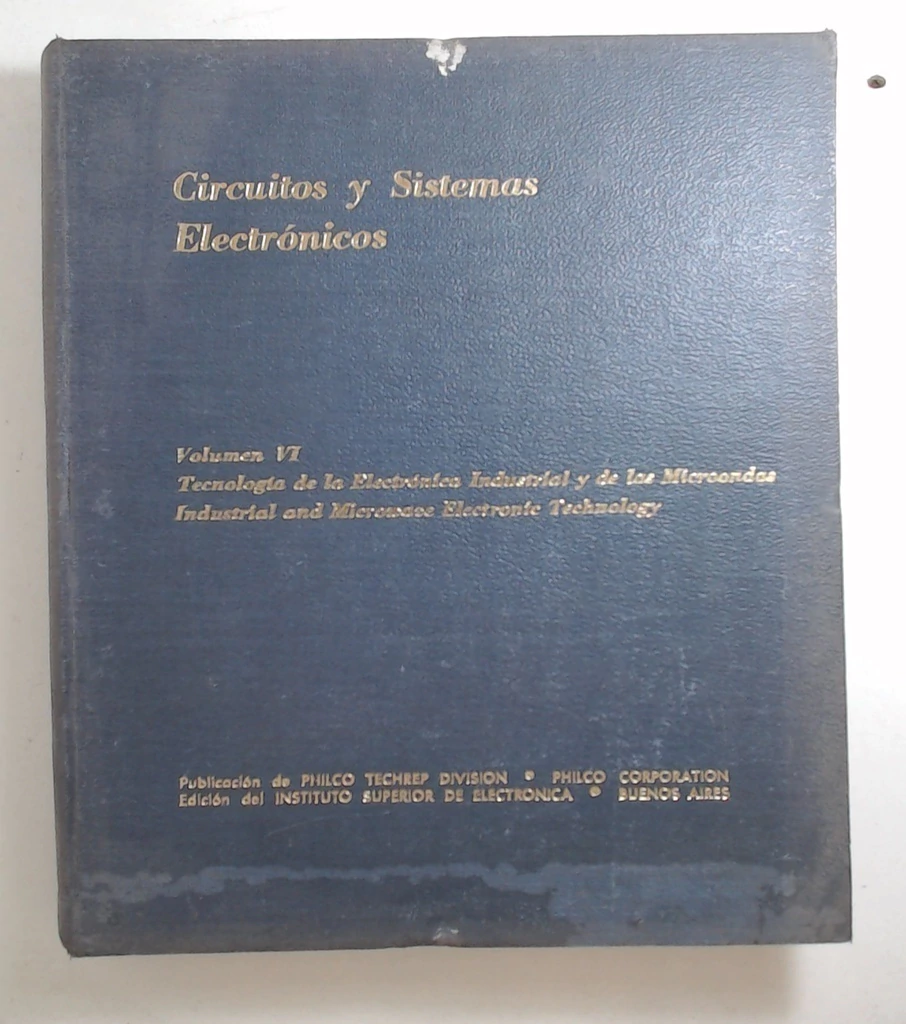 Circuitos y Sistemas
Electrónicos
Volumen VI
Tecnología de la Electrónica Industrial y de las Microondas
Industrial and Microwave Electronic Technology
Publicación de PHILCO TECHREP DIVISION • PHILCO CORPORATION
Edición del INSTITUTO SUPERIOR DE ELECTRONICA • BUENOS AIRES